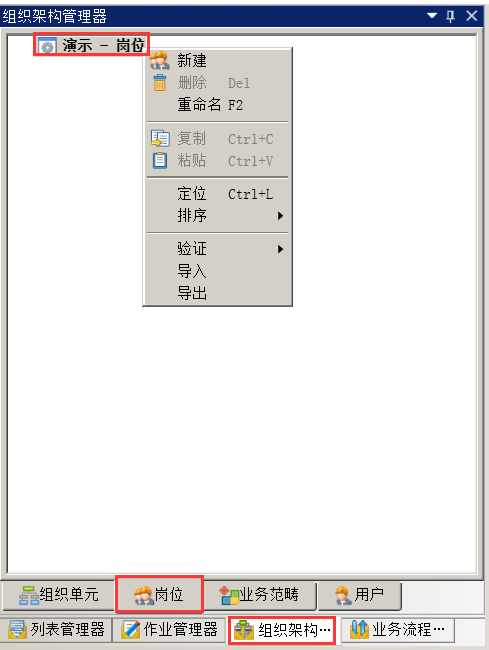 组织架构管理器
演示 - 岗位
新建
删除 Del
重命名 F2
复制 Ctrl+C
粘贴 Ctrl+V
定位 Ctrl+L
排序
验证
导入
导出
组织单元 岗位 业务范畴 用户
列表管理器 作业管理器 组织架构… 业务流程…